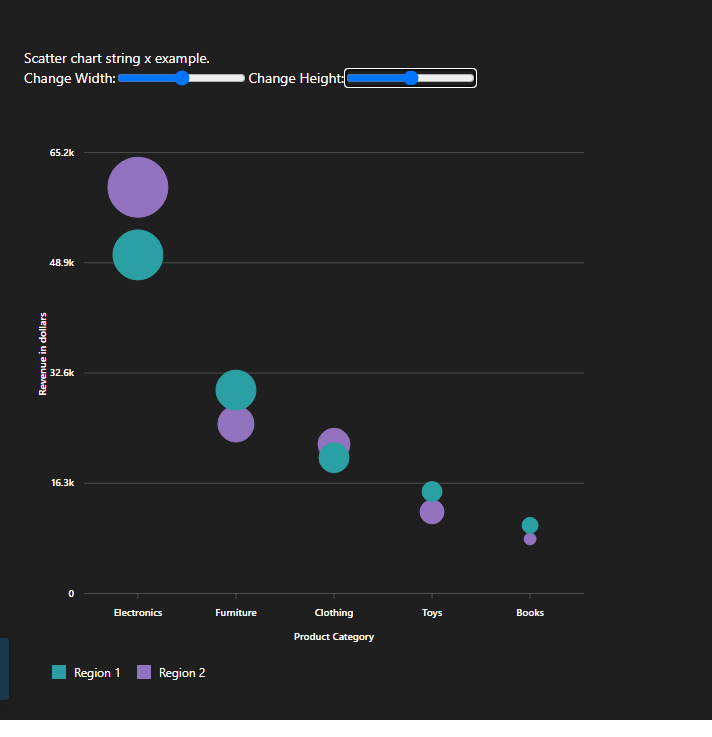 Scatter chart string x example.
Change Width: Change Height:
65.2k
48.9k
Revenue in dollars
32.6k
16.3k
0
Electronics Furniture Clothing Toys Books
Product Category
Region 1 Region 2